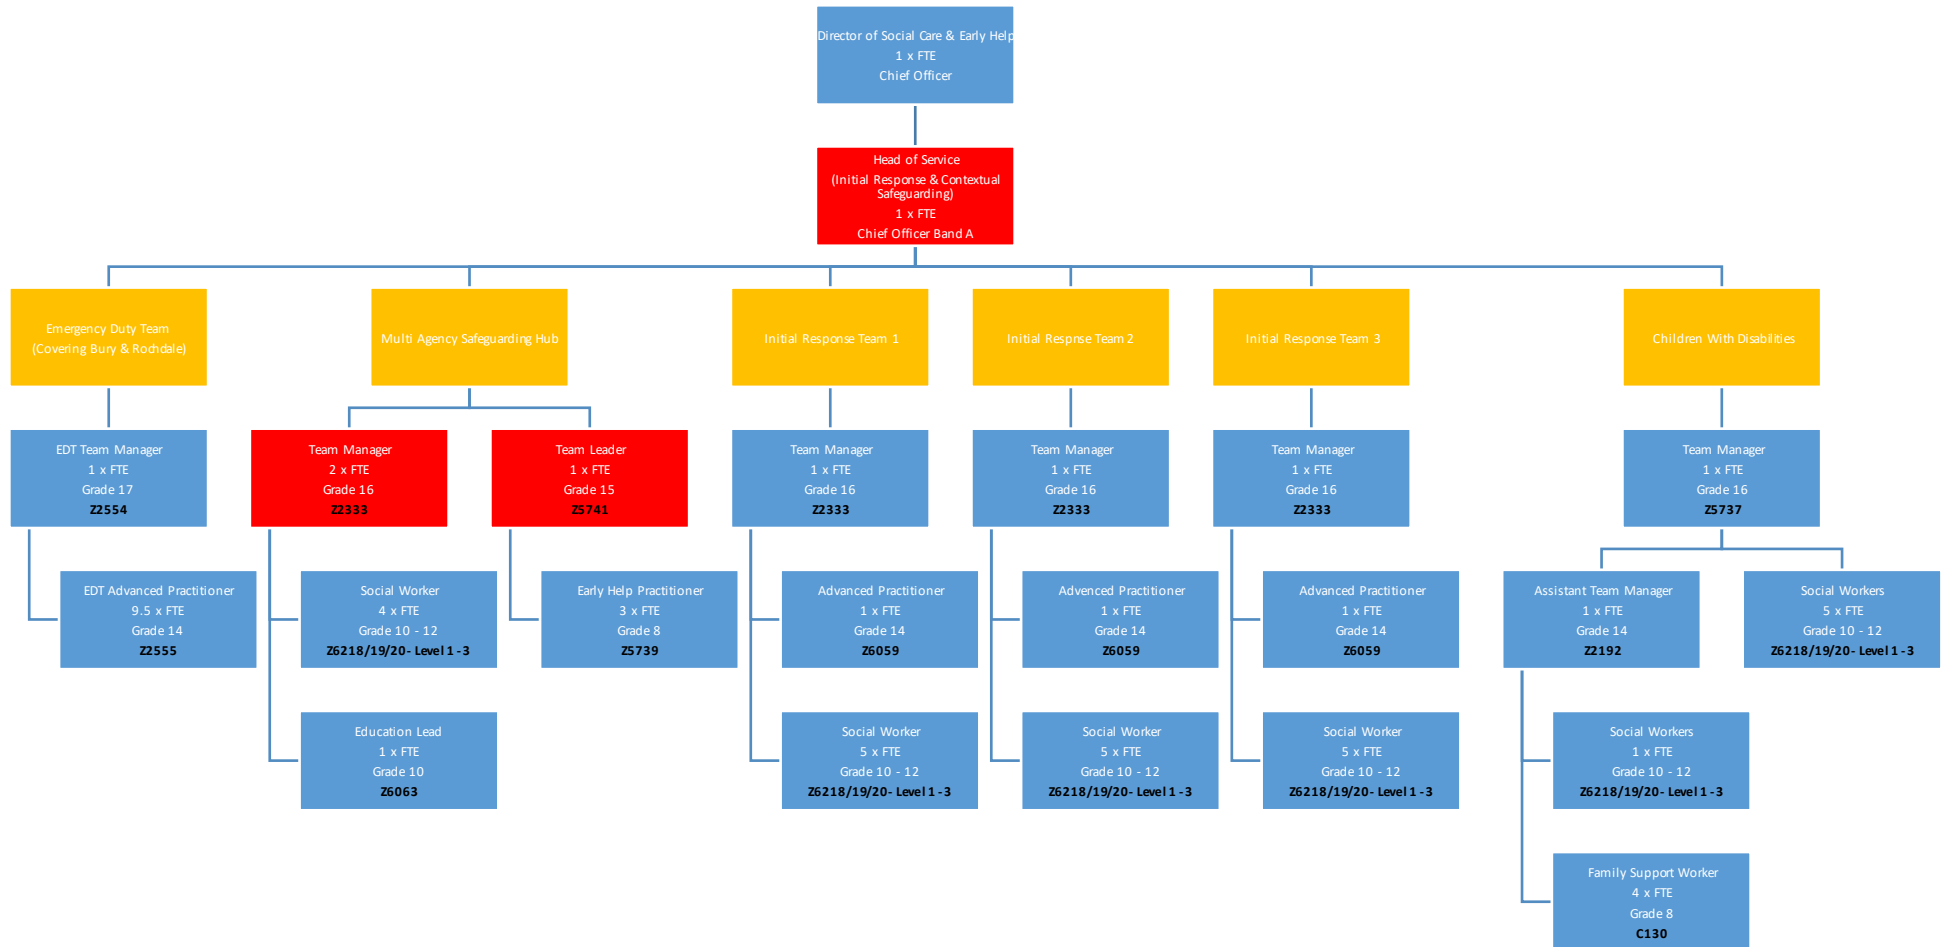 Director of Social Care & Early Help
1 x FTE
Chief Officer
Head of Service
(Initial Response & Contextual
Safeguarding)
1 x FTE
Chief Officer Band A
Emergency Duty Team
(Covering Bury & Rochdale)
Multi Agency Safeguarding Hub
Initial Response Team 1
Initial Respnse Team 2
Initial Response Team 3
Children With Disabilities
EDT Team Manager
1 x FTE
Grade 17
Z2554
Team Manager
2 x FTE
Grade 16
Z2333
Team Leader
1 x FTE
Grade 15
Z5741
Team Manager
1 x FTE
Grade 16
Z2333
Team Manager
1 x FTE
Grade 16
Z2333
Team Manager
1 x FTE
Grade 16
Z2333
Team Manager
1 x FTE
Grade 16
Z5737
EDT Advanced Practitioner
9.5 x FTE
Grade 14
Z2555
Social Worker
4 x FTE
Grade 10 - 12
Z6218/19/20- Level 1 -3
Early Help Practitioner
3 x FTE
Grade 8
Z5739
Advanced Practitioner
1 x FTE
Grade 14
Z6059
Advenced Practitioner
1 x FTE
Grade 14
Z6059
Advanced Practitioner
1 x FTE
Grade 14
Z6059
Assistant Team Manager
1 x FTE
Grade 14
Z2192
Social Workers
5 x FTE
Grade 10 - 12
Z6218/19/20- Level 1 -3
Education Lead
1 x FTE
Grade 10
Z6063
Social Worker
5 x FTE
Grade 10 - 12
Z6218/19/20- Level 1 -3
Social Worker
5 x FTE
Grade 10 - 12
Z6218/19/20- Level 1 -3
Social Worker
5 x FTE
Grade 10 - 12
Z6218/19/20- Level 1 -3
Social Workers
1 x FTE
Grade 10 - 12
Z6218/19/20- Level 1 -3
Family Support Worker
4 x FTE
Grade 8
C130